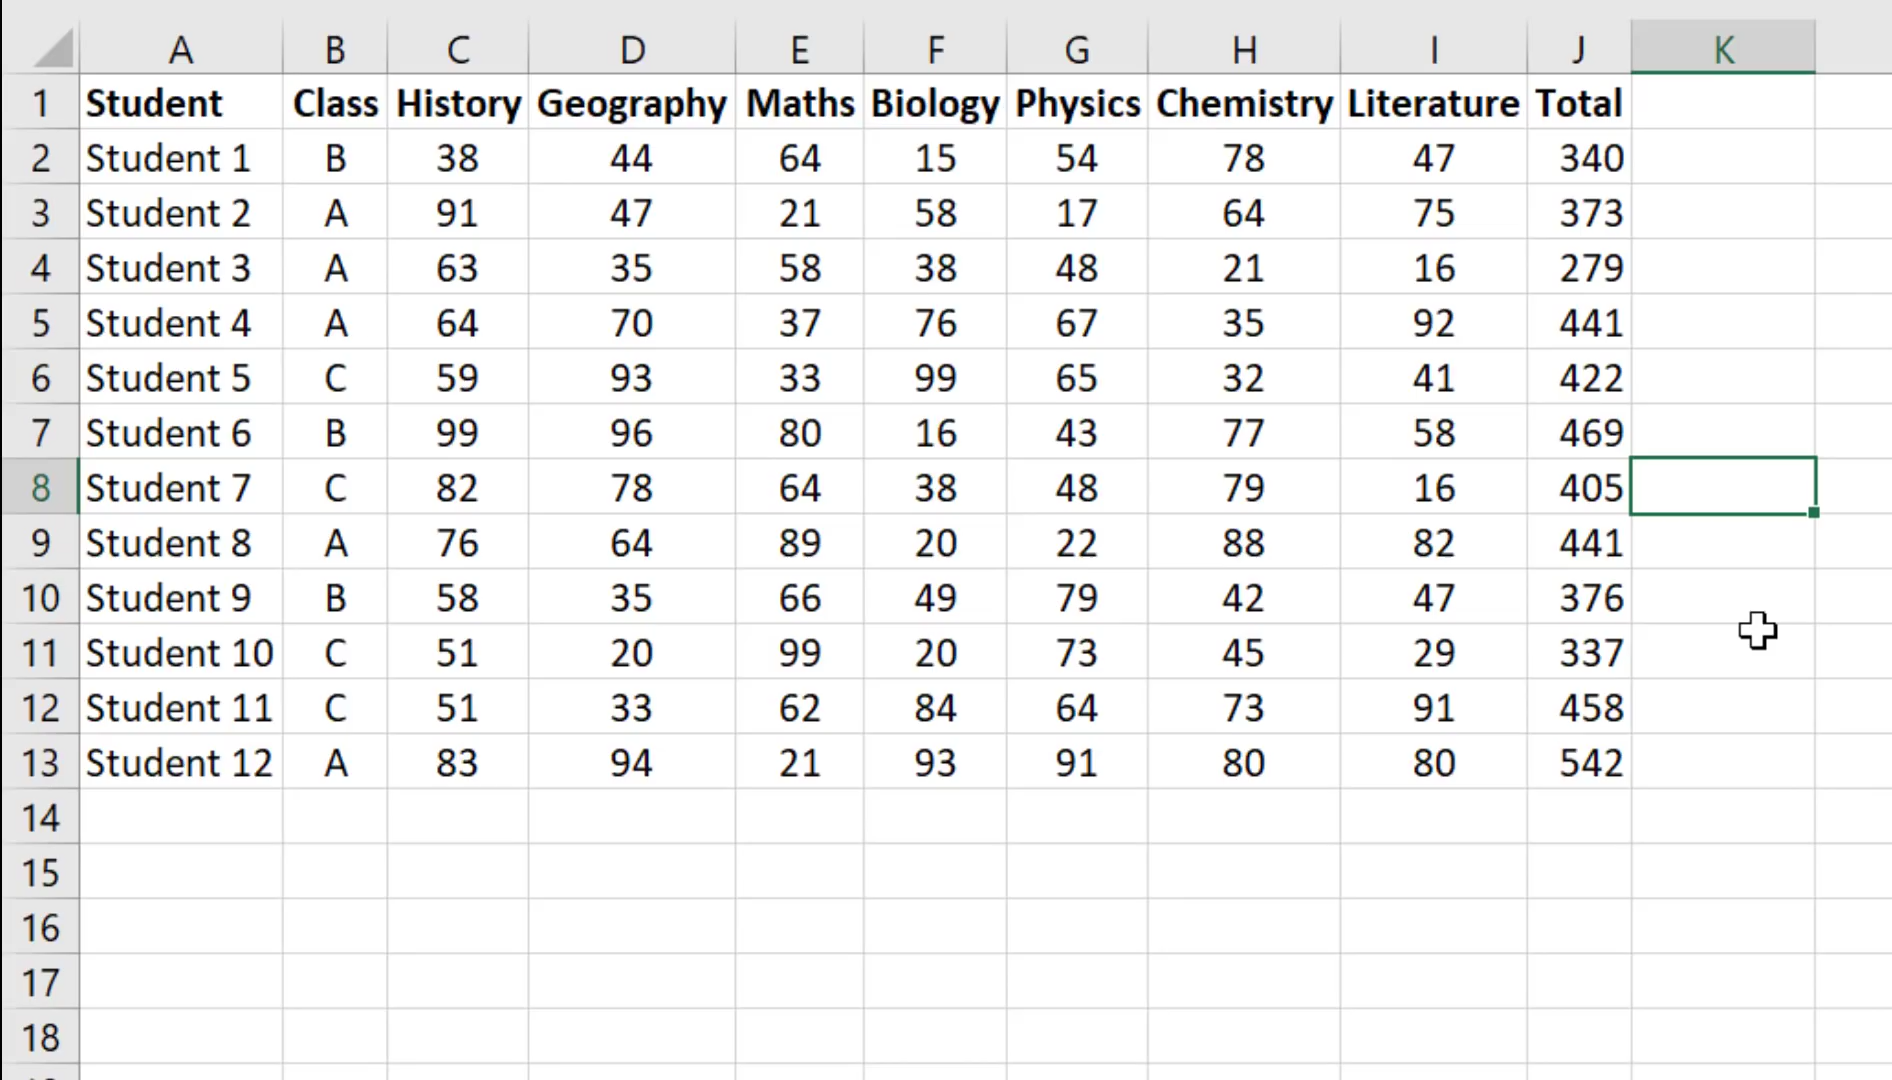 A B C D E F G H I J K
1 Student Class History Geography Maths Biology Physics Chemistry Literature Total
2 Student 1 B 38 44 64 15 54 78 47 340
3 Student 2 A 91 47 21 58 17 64 75 373
4 Student 3 A 63 35 58 38 48 21 16 279
5 Student 4 A 64 70 37 76 67 35 92 441
6 Student 5 C 59 93 33 99 65 32 41 422
7 Student 6 B 99 96 80 16 43 77 58 469
8 Student 7 C 82 78 64 38 48 79 16 405
9 Student 8 A 76 64 89 20 22 88 82 441
10 Student 9 B 58 35 66 49 79 42 47 376
11 Student 10 C 51 20 99 20 73 45 29 337
12 Student 11 C 51 33 62 84 64 73 91 458
13 Student 12 A 83 94 21 93 91 80 80 542
14
15
16
17
18